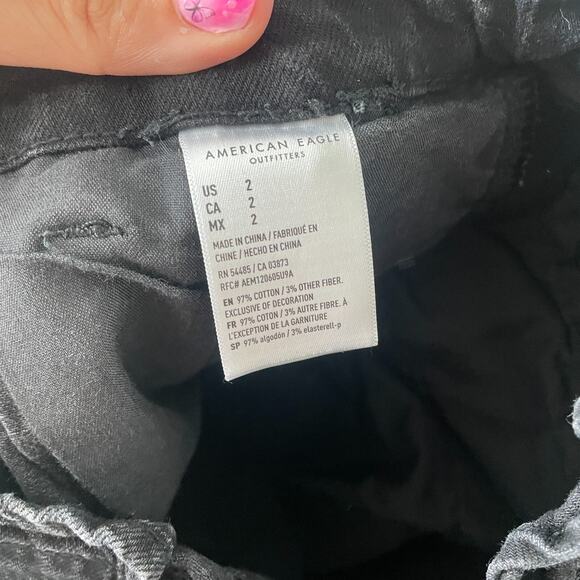 AMERICAN EAGLE
OUTFITTERS
US 2
CA 2
MX 2
MADE IN CHINA / FABRIQUÉ EN
CHINE / HECHO EN CHINA
RN 54485 / CA 03873
RFC# AEM120605U9A
EN 97% COTTON / 3% OTHER FIBER.
EXCLUSIVE OF DECORATION
FR 97% COTON / 3% AUTRE FIBRE. À
L'EXCEPTION DE LA GARNITURE
SP 97% algodón / 3% elasterell-p